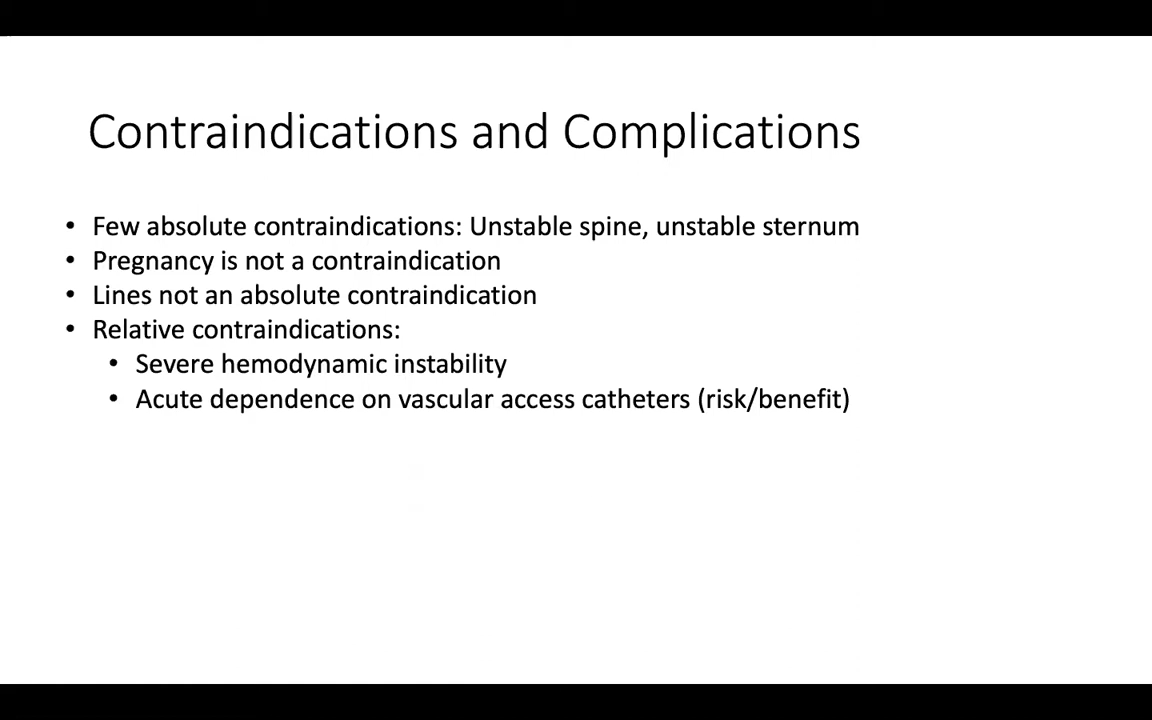 Contraindications and Complications
• Few absolute contraindications: Unstable spine, unstable sternum
• Pregnancy is not a contraindication
• Lines not an absolute contraindication
• Relative contraindications:
• Severe hemodynamic instability
• Acute dependence on vascular access catheters (risk/benefit)